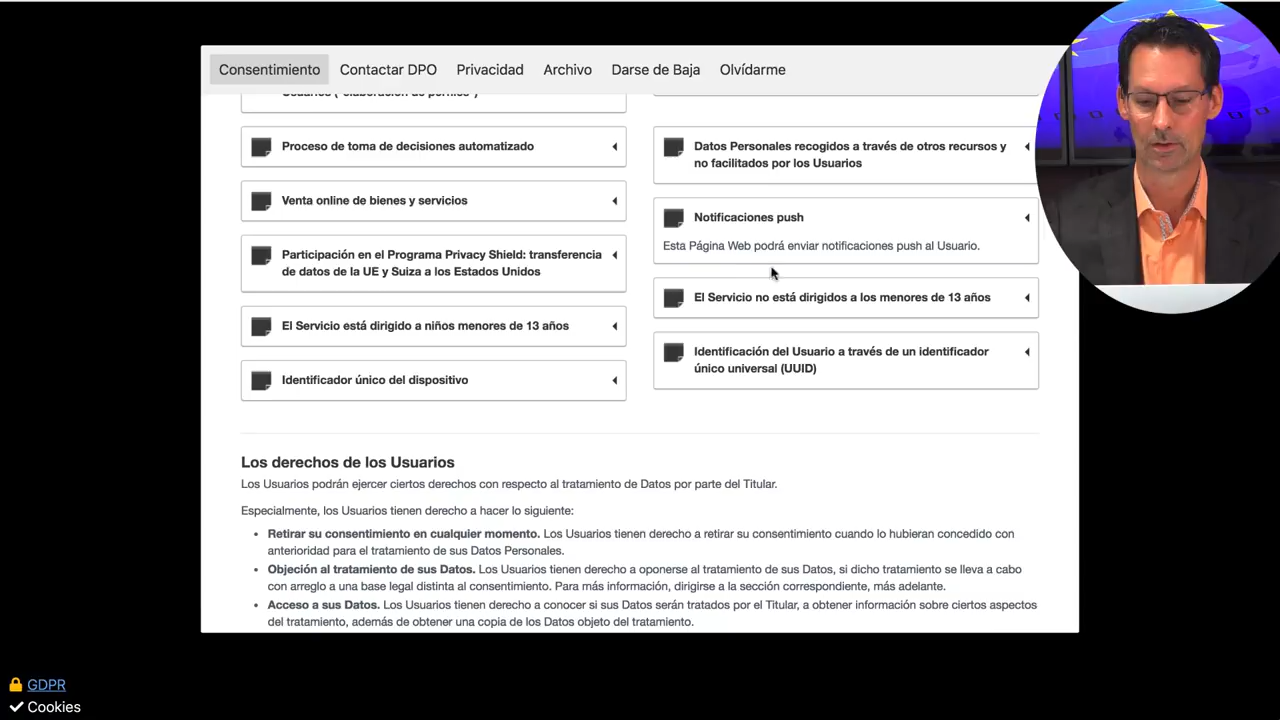 Consentimiento
Contactar DPO
Privacidad
Archivo
Darse de Baja
Olvídarme
Usuarios ("elaboración de perfiles")
Proceso de toma de decisiones automatizado
Venta online de bienes y servicios
Participación en el Programa Privacy Shield: transferencia
de datos de la UE y Suiza a los Estados Unidos
El Servicio está dirigido a niños menores de 13 años
Identificador único del dispositivo
Datos Personales recogidos a través de otros recursos y
no facilitados por los Usuarios
Notificaciones push
Esta Página Web podrá enviar notificaciones push al Usuario.
El Servicio no está dirigidos a los menores de 13 años
Identificación del Usuario a través de un identificador
único universal (UUID)
Los derechos de los Usuarios
Los Usuarios podrán ejercer ciertos derechos con respecto al tratamiento de Datos por parte del Titular.
Especialmente, los Usuarios tienen derecho a hacer lo siguiente:
• Retirar su consentimiento en cualquier momento. Los Usuarios tienen derecho a retirar su consentimiento cuando lo hubieran concedido con
anterioridad para el tratamiento de sus Datos Personales.
• Objeción al tratamiento de sus Datos. Los Usuarios tienen derecho a oponerse al tratamiento de sus Datos, si dicho tratamiento se lleva a cabo
con arreglo a una base legal distinta al consentimiento. Para más información, dirigirse a la sección correspondiente, más adelante.
• Acceso a sus Datos. Los Usuarios tienen derecho a conocer si sus Datos serán tratados por el Titular, a obtener información sobre ciertos aspectos
del tratamiento, además de obtener una copia de los Datos objeto del tratamiento.
GDPR
Cookies